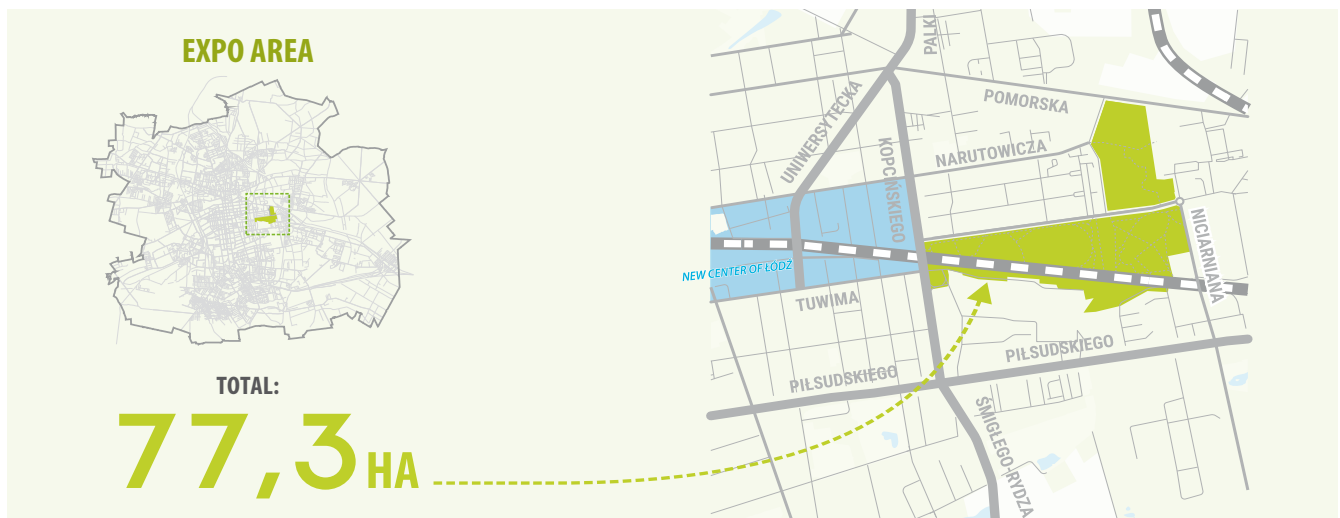 EXPO AREA
TOTAL:
77,3 HA
PALKI
POMORSKA
UNIWERSYTECKA
KOPCIŃSKIEGO
NARUTOWICZA
NICIARNIANA
NEW CENTER OF ŁÓDŹ
TUWIMA
PIŁSUDSKIEGO
PIŁSUDSKIEGO
ŚMIGŁEGO-RYDZA